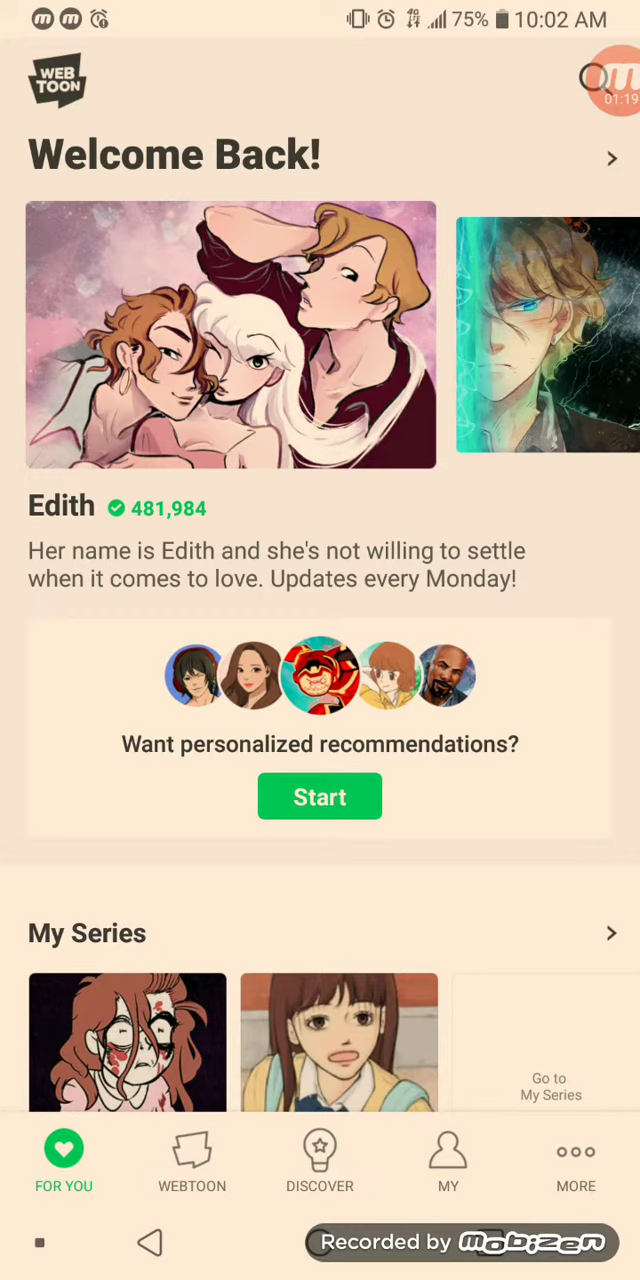 75% 10:02 AM
WEB
TOON
01:19
Welcome Back!
Edith 481,984
Her name is Edith and she's not willing to settle
when it comes to love. Updates every Monday!
Want personalized recommendations?
Start
My Series
Go to
My Series
FOR YOU WEBTOON DISCOVER MY MORE
Recorded by mobizen